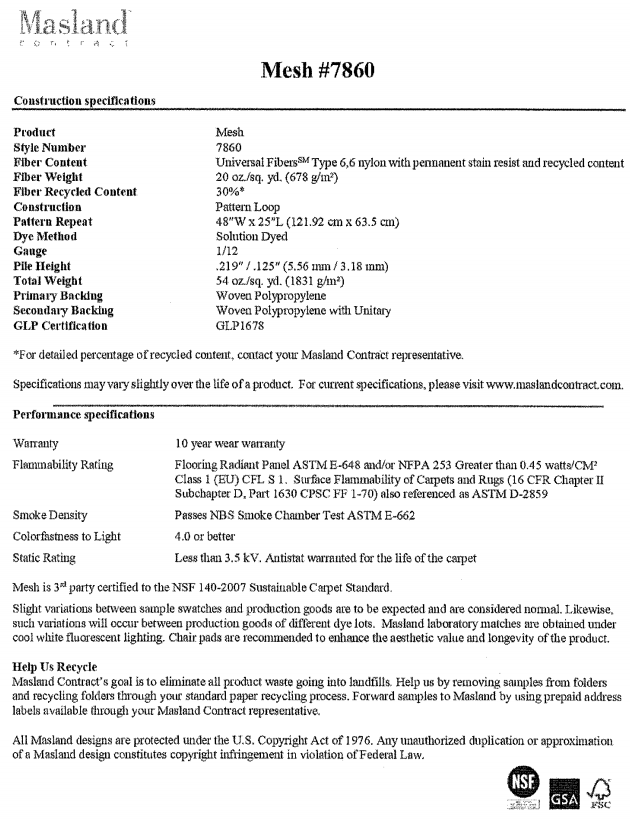 Masland
contract
Mesh #7860
Construction specifications
Product Mesh
Style Number 7860
Fiber Content Universal Fibers℠ Type 6,6 nylon with permanent stain resist and recycled content
Fiber Weight 20 oz./sq. yd. (678 g/m²)
Fiber Recycled Content 30%*
Construction Pattern Loop
Pattern Repeat 48"W x 25"L (121.92 cm x 63.5 cm)
Dye Method Solution Dyed
Gauge 1/12
Pile Height .219" / .125" (5.56 mm / 3.18 mm)
Total Weight 54 oz./sq. yd. (1831 g/m²)
Primary Backing Woven Polypropylene
Secondary Backing Woven Polypropylene with Unitary
GLP Certification GLP1678
*For detailed percentage of recycled content, contact your Masland Contract representative.
Specifications may vary slightly over the life of a product. For current specifications, please visit www.maslandcontract.com.
Performance specifications
Warranty 10 year wear warranty
Flammability Rating Flooring Radiant Panel ASTM E-648 and/or NFPA 253 Greater than 0.45 watts/CM²
Class 1 (EU) CFL S 1. Surface Flammability of Carpets and Rugs (16 CFR Chapter II
Subchapter D, Part 1630 CPSC FF 1-70) also referenced as ASTM D-2859
Smoke Density Passes NBS Smoke Chamber Test ASTM E-662
Colorfastness to Light 4.0 or better
Static Rating Less than 3.5 kV. Antistat warranted for the life of the carpet
Mesh is 3rd party certified to the NSF 140-2007 Sustainable Carpet Standard.
Slight variations between sample swatches and production goods are to be expected and are considered normal. Likewise,
such variations will occur between production goods of different dye lots. Masland laboratory matches are obtained under
cool white fluorescent lighting. Chair pads are recommended to enhance the aesthetic value and longevity of the product.
Help Us Recycle
Masland Contract's goal is to eliminate all product waste going into landfills. Help us by removing samples from folders
and recycling folders through your standard paper recycling process. Forward samples to Masland by using prepaid address
labels available through your Masland Contract representative.
All Masland designs are protected under the U.S. Copyright Act of 1976. Any unauthorized duplication or approximation
of a Masland design constitutes copyright infringement in violation of Federal Law.
NSF
GSA
FSC